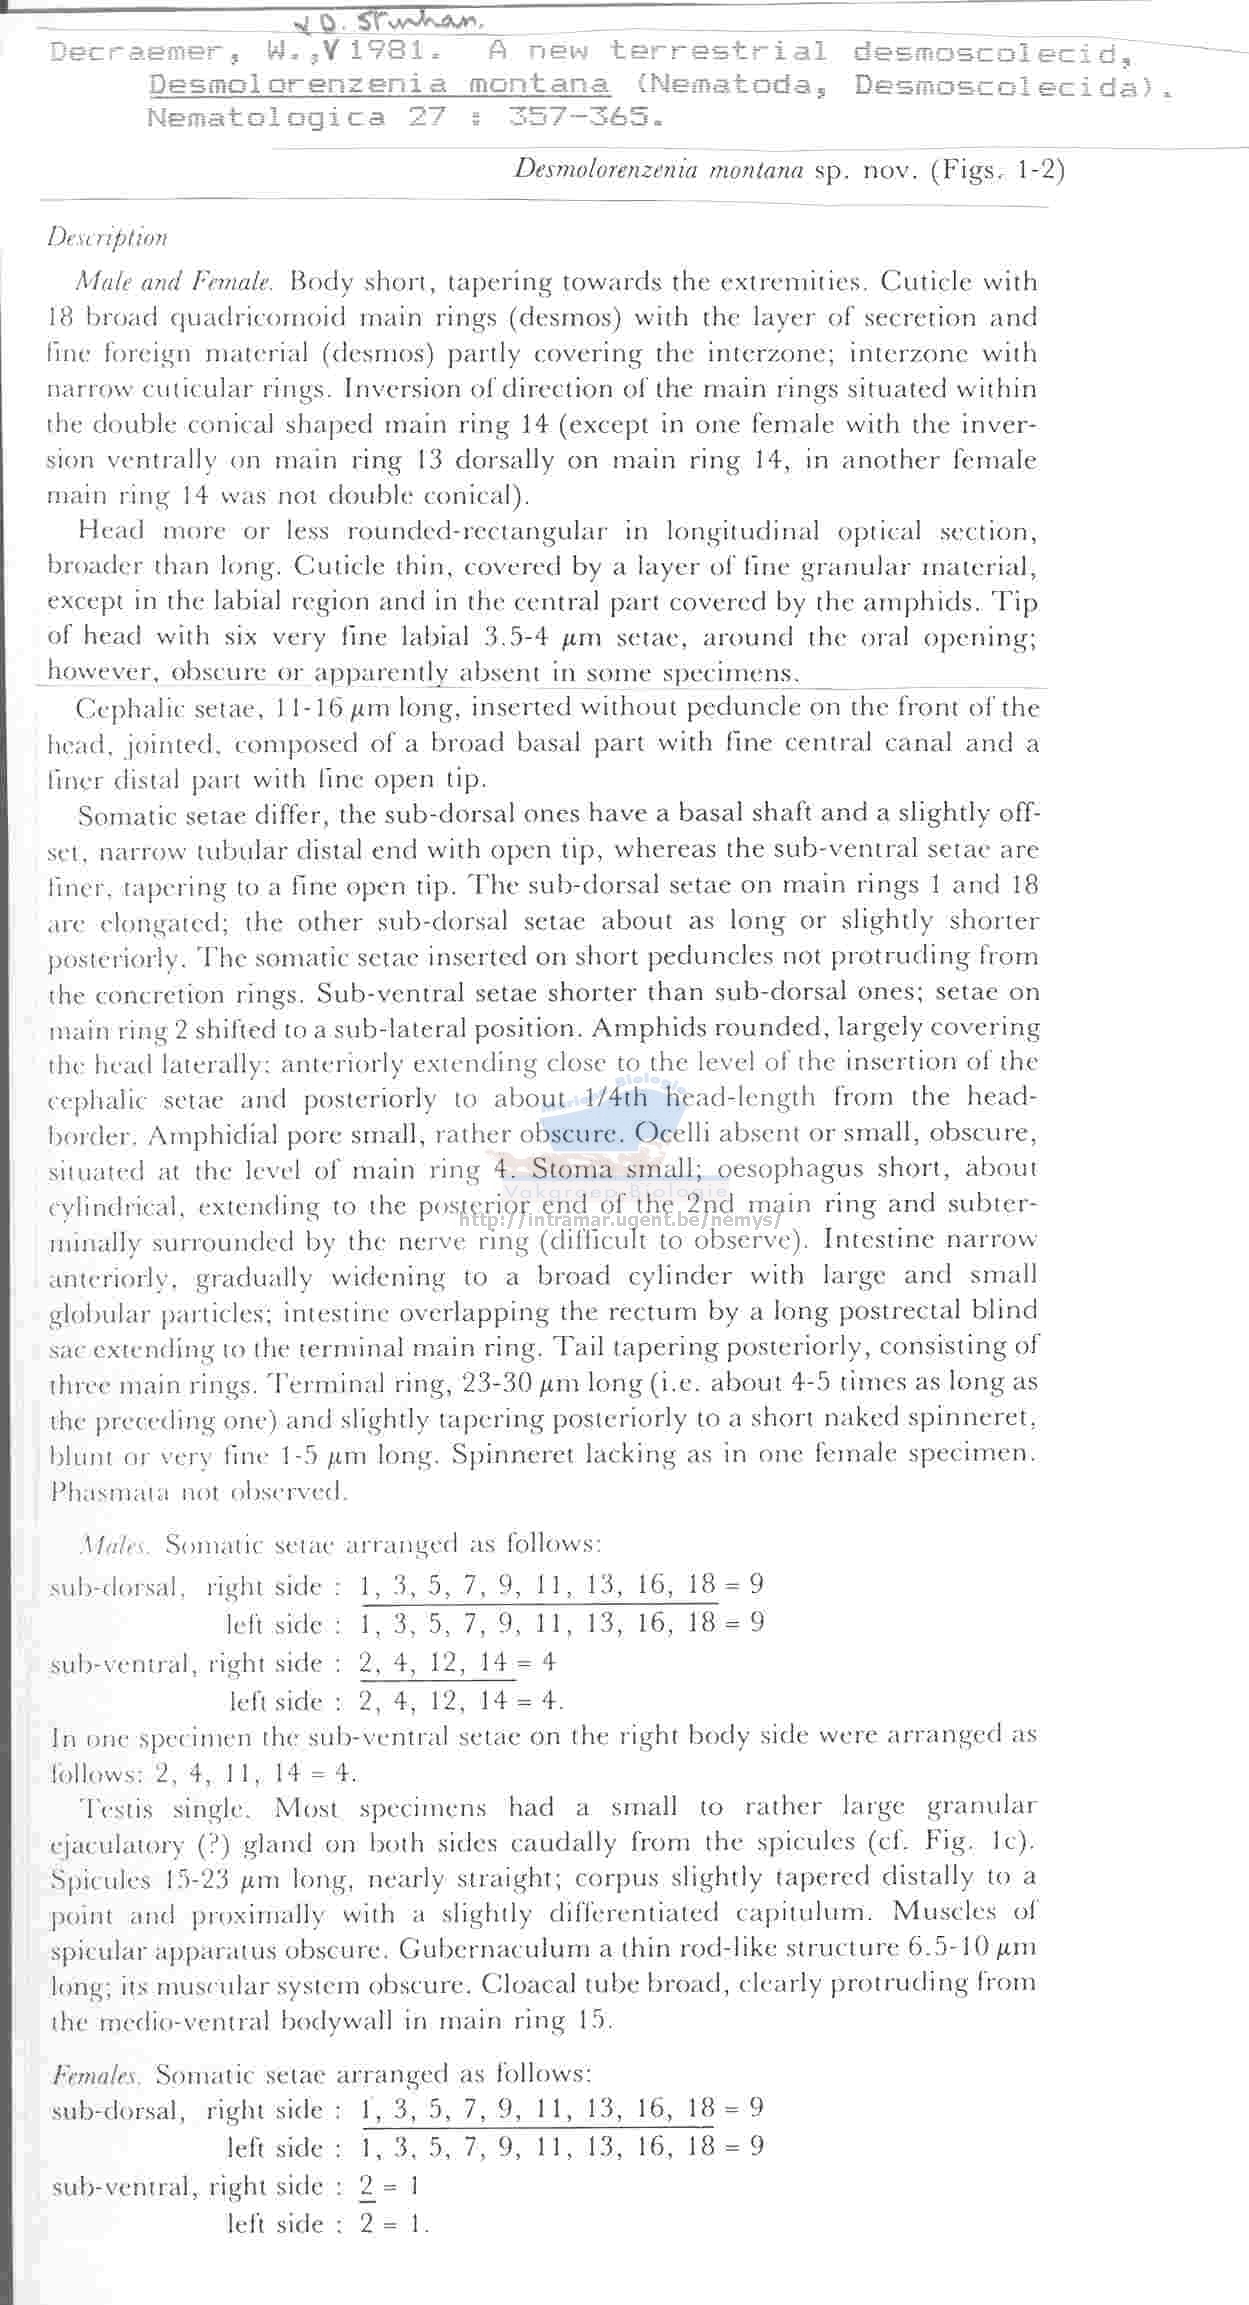 & D. Sturhan.
Decraemer, W.,V 1981. A new terrestrial desmoscolecid,
Desmolorenzenia montana (Nematoda, Desmoscolecida).
Nematologica 27 : 357-365.
Desmolorenzenia montana sp. nov. (Figs. 1-2)
Description
Male and Female. Body short, tapering towards the extremities. Cuticle with
18 broad quadricornoid main rings (desmos) with the layer of secretion and
fine foreign material (desmos) partly covering the interzone; interzone with
narrow cuticular rings. Inversion of direction of the main rings situated within
the double conical shaped main ring 14 (except in one female with the inver-
sion ventrally on main ring 13 dorsally on main ring 14, in another female
main ring 14 was not double conical).
Head more or less rounded-rectangular in longitudinal optical section,
broader than long. Cuticle thin, covered by a layer of fine granular material,
except in the labial region and in the central part covered by the amphids. Tip
of head with six very fine labial 3.5-4 µm setae, around the oral opening;
however, obscure or apparently absent in some specimens.
Cephalic setae, 11-16 µm long, inserted without peduncle on the front of the
head, jointed, composed of a broad basal part with fine central canal and a
finer distal part with fine open tip.
Somatic setae differ, the sub-dorsal ones have a basal shaft and a slightly off-
set, narrow tubular distal end with open tip, whereas the sub-ventral setae are
finer, tapering to a fine open tip. The sub-dorsal setae on main rings 1 and 18
are elongated; the other sub-dorsal setae about as long or slightly shorter
posteriorly. The somatic setae inserted on short peduncles not protruding from
the concretion rings. Sub-ventral setae shorter than sub-dorsal ones; setae on
main ring 2 shifted to a sub-lateral position. Amphids rounded, largely covering
the head laterally; anteriorly extending close to the level of the insertion of the
cephalic setae and posteriorly to about 1/4th head-length from the head-
border. Amphidial pore small, rather obscure. Ocelli absent or small, obscure,
situated at the level of main ring 4. Stoma small; oesophagus short, about
Vakgroep Biologie
cylindrical, extending to the posterior end of the 2nd main ring and subter-
http://intramar.ugent.be/nemys/
minally surrounded by the nerve ring (difficult to observe). Intestine narrow
anteriorly, gradually widening to a broad cylinder with large and small
globular particles; intestine overlapping the rectum by a long postrectal blind
sac extending to the terminal main ring. Tail tapering posteriorly, consisting of
three main rings. Terminal ring, 23-30 µm long (i.e. about 4-5 times as long as
the preceding one) and slightly tapering posteriorly to a short naked spinneret,
blunt or very fine 1-5 µm long. Spinneret lacking as in one female specimen.
Phasmata not observed.
Males. Somatic setae arranged as follows:
sub-dorsal, right side : 1, 3, 5, 7, 9, 11, 13, 16, 18 = 9
left side : 1, 3, 5, 7, 9, 11, 13, 16, 18 = 9
sub-ventral, right side : 2, 4, 12, 14 = 4
left side : 2, 4, 12, 14 = 4.
In one specimen the sub-ventral setae on the right body side were arranged as
follows: 2, 4, 11, 14 = 4.
Testis single. Most specimens had a small to rather large granular
ejaculatory (?) gland on both sides caudally from the spicules (cf. Fig. 1c).
Spicules 15-23 µm long, nearly straight; corpus slightly tapered distally to a
point and proximally with a slightly differentiated capitulum. Muscles of
spicular apparatus obscure. Gubernaculum a thin rod-like structure 6.5-10 µm
long; its muscular system obscure. Cloacal tube broad, clearly protruding from
the medio-ventral bodywall in main ring 15.
Females. Somatic setae arranged as follows:
sub-dorsal, right side : 1, 3, 5, 7, 9, 11, 13, 16, 18 = 9
left side : 1, 3, 5, 7, 9, 11, 13, 16, 18 = 9
sub-ventral, right side : 2 = 1
left side : 2 = 1.